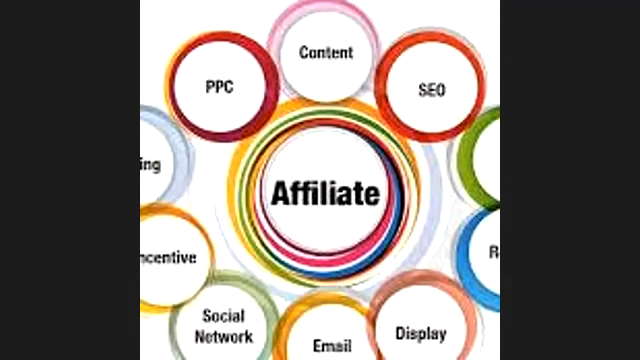 Content
PPC
SEO
ing
Affiliate
ncentive
R
Social
Network
Display
Email